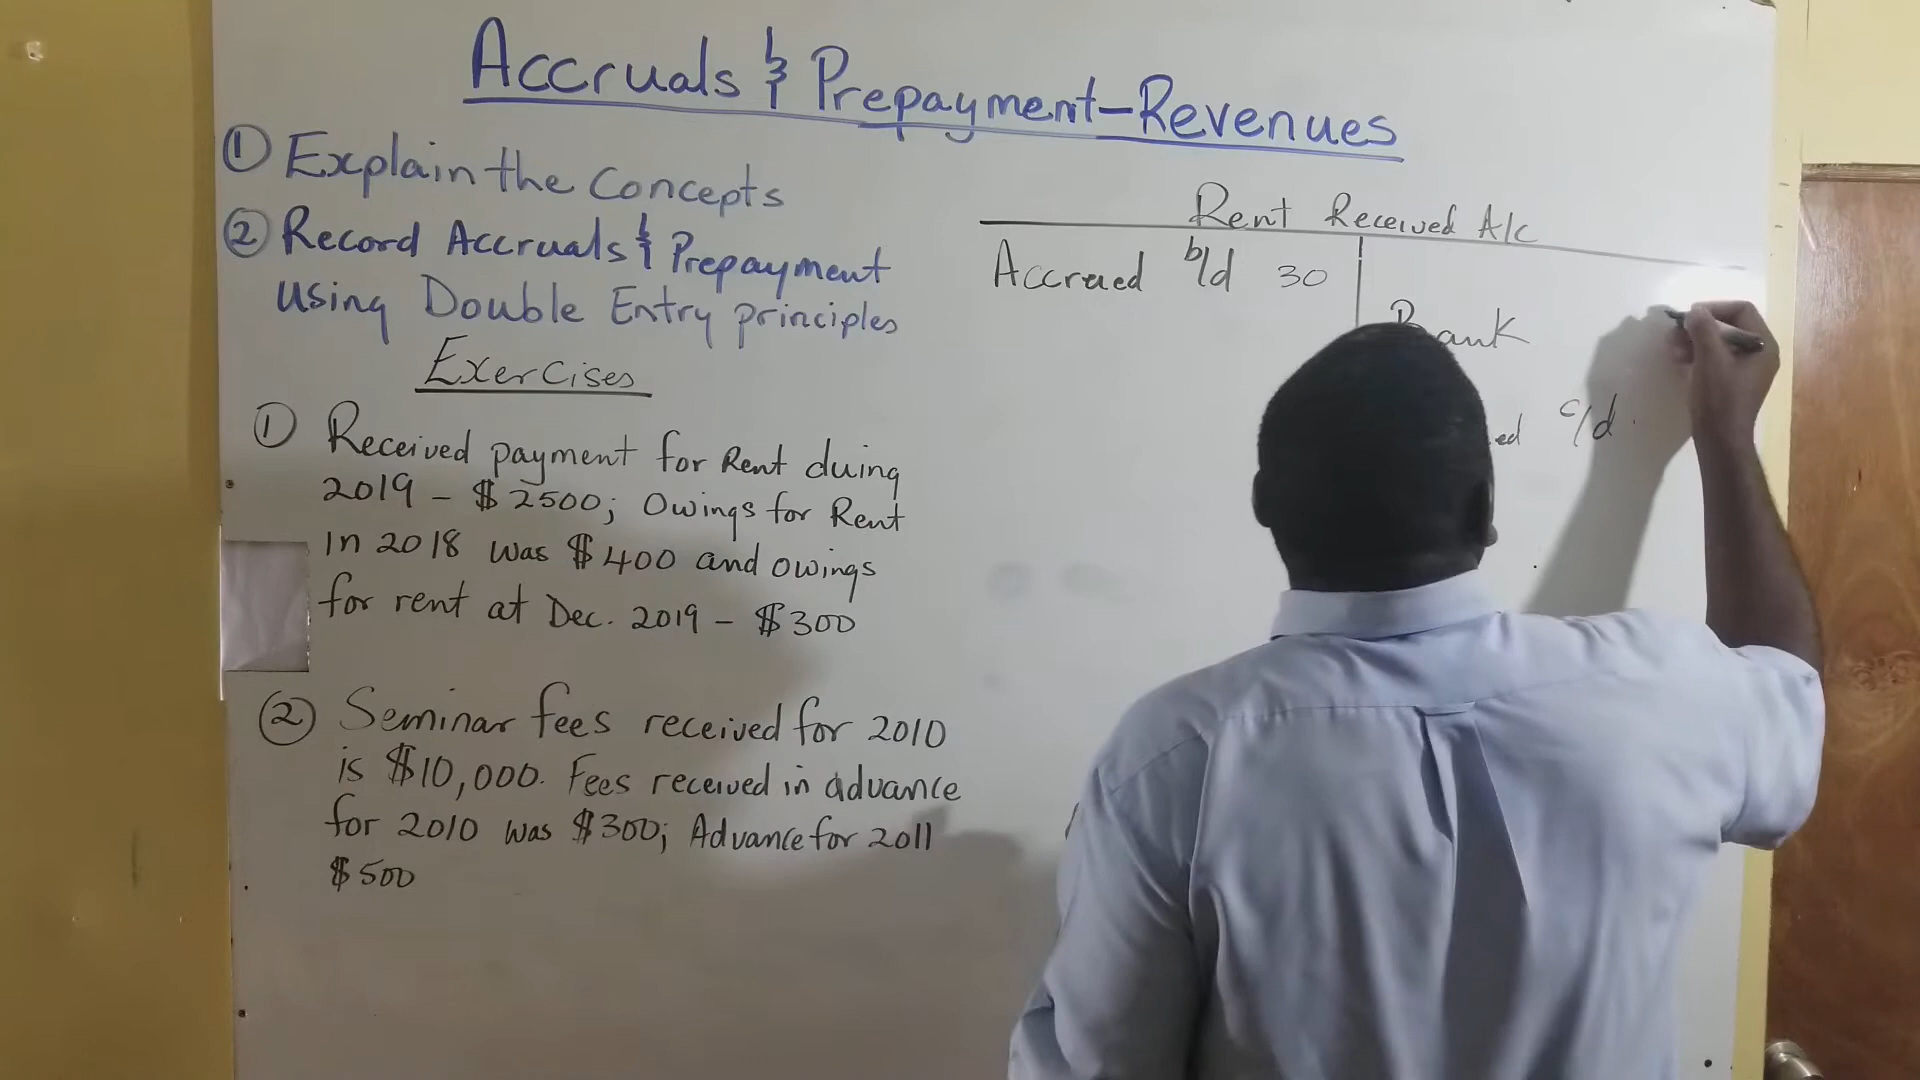 Accruals & Prepayment-Revenues
① Explain the Concepts
② Record Accruals & Prepayment
using Double Entry principles
Exercises
① Received payment for Rent duing
2019 - $2500; Owings for Rent
In 2018 was $400 and owings
for rent at Dec. 2019 - $300
② Seminar fees received for 2010
is $10,000. Fees received in advance
for 2010 was $300; Advance for 2011
$500
Rent Received A/c
Accrued b/d 30
Bank
c/d